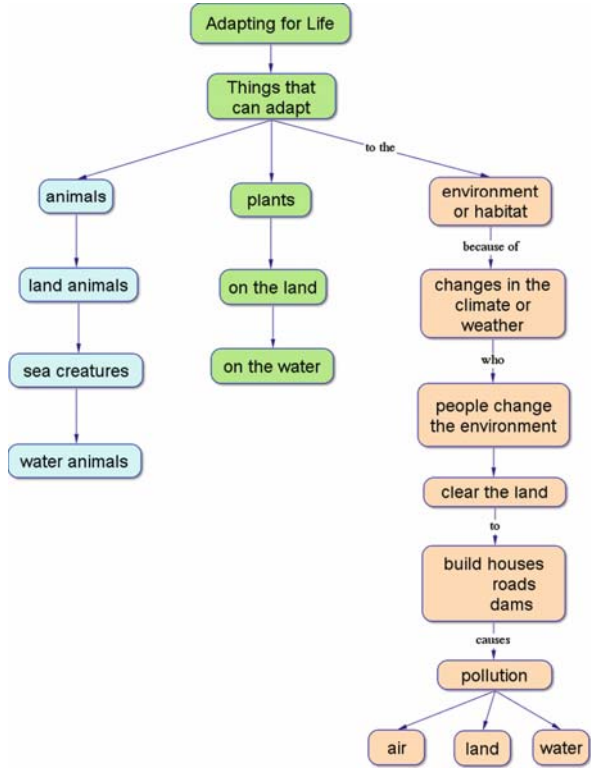 Adapting for Life
Things that
can adapt
to the
animals
plants
environment
or habitat
because of
land animals
on the land
changes in the
climate or
weather
who
sea creatures
on the water
people change
the environment
water animals
clear the land
to
build houses
roads
dams
causes
pollution
air
land
water